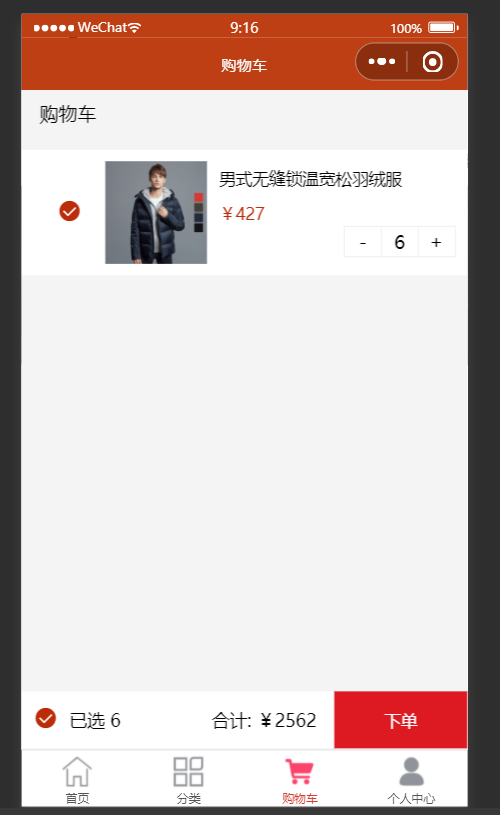 WeChat
9:16
100%
购物车
购物车
男式无缝锁温宽松羽绒服
￥427
- 6 +
已选 6
合计: ￥2562
下单
首页
分类
购物车
个人中心